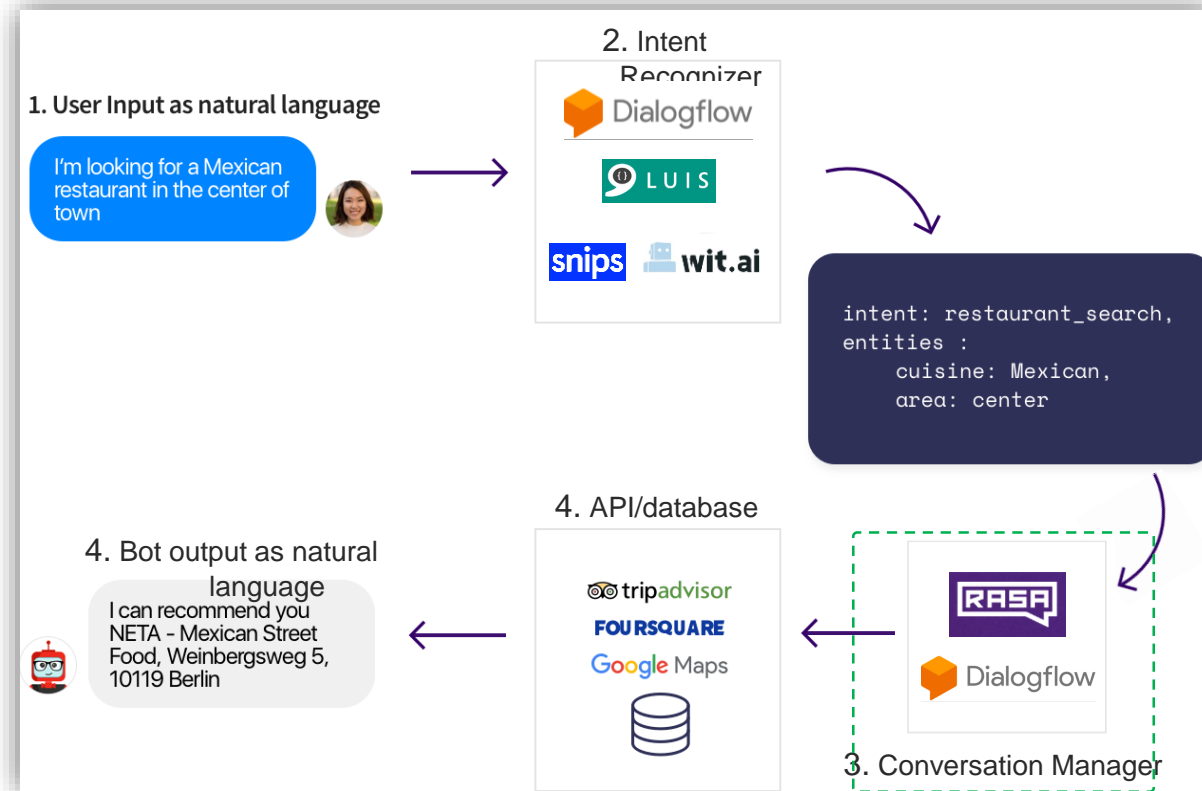 1. User Input as natural language
I'm looking for a Mexican
restaurant in the center of
town
2. Intent
Recognizer
Dialogflow
LUIS
snips
wit.ai
intent: restaurant_search,
entities :
cuisine: Mexican,
area: center
RASA
Dialogflow
3. Conversation Manager
4. API/database
tripadvisor
FOURSQUARE
Google Maps
4. Bot output as natural
language
I can recommend you
NETA - Mexican Street
Food, Weinbergsweg 5,
10119 Berlin